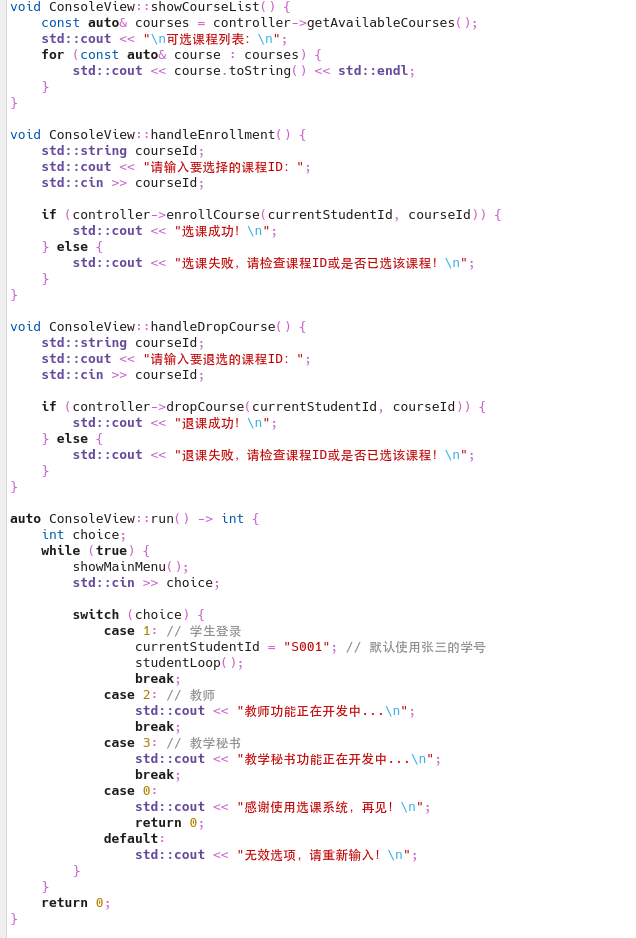 void ConsoleView::showCourseList() {
    const auto& courses = controller->getAvailableCourses();
    std::cout << "\n可选课程列表：\n";
    for (const auto& course : courses) {
        std::cout << course.toString() << std::endl;
    }
}

void ConsoleView::handleEnrollment() {
    std::string courseId;
    std::cout << "请输入要选择的课程ID：";
    std::cin >> courseId;

    if (controller->enrollCourse(currentStudentId, courseId)) {
        std::cout << "选课成功！\n";
    } else {
        std::cout << "选课失败，请检查课程ID或是否已选该课程！\n";
    }
}

void ConsoleView::handleDropCourse() {
    std::string courseId;
    std::cout << "请输入要退选的课程ID：";
    std::cin >> courseId;

    if (controller->dropCourse(currentStudentId, courseId)) {
        std::cout << "退课成功！\n";
    } else {
        std::cout << "退课失败，请检查课程ID或是否已选该课程！\n";
    }
}

auto ConsoleView::run() -> int {
    int choice;
    while (true) {
        showMainMenu();
        std::cin >> choice;

        switch (choice) {
            case 1: // 学生登录
                currentStudentId = "S001"; // 默认使用张三的学号
                studentLoop();
                break;
            case 2: // 教师
                std::cout << "教师功能正在开发中...\n";
                break;
            case 3: // 教学秘书
                std::cout << "教学秘书功能正在开发中...\n";
                break;
            case 0:
                std::cout << "感谢使用选课系统，再见！\n";
                return 0;
            default:
                std::cout << "无效选项，请重新输入！\n";
        }
    }
    return 0;
}